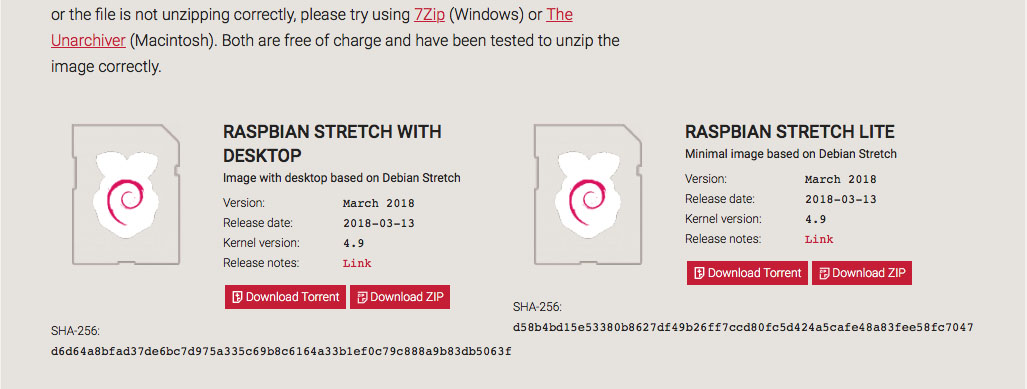 or the file is not unzipping correctly, please try using 7Zip (Windows) or The
Unarchiver (Macintosh). Both are free of charge and have been tested to unzip the
image correctly.
RASPBIAN STRETCH WITH
DESKTOP
Image with desktop based on Debian Stretch
Version: March 2018
Release date: 2018-03-13
Kernel version: 4.9
Release notes: Link
Download Torrent Download ZIP
SHA-256:
d6d64a8bfad37de6bc7d975a335c69b8c6164a33b1ef0c79c888a9b83db5063f
RASPBIAN STRETCH LITE
Minimal image based on Debian Stretch
Version: March 2018
Release date: 2018-03-13
Kernel version: 4.9
Release notes: Link
Download Torrent Download ZIP
SHA-256:
d58b4bd15e53380b8627df49b26ff7ccd80fc5d424a5cafe48a83fee58fc7047